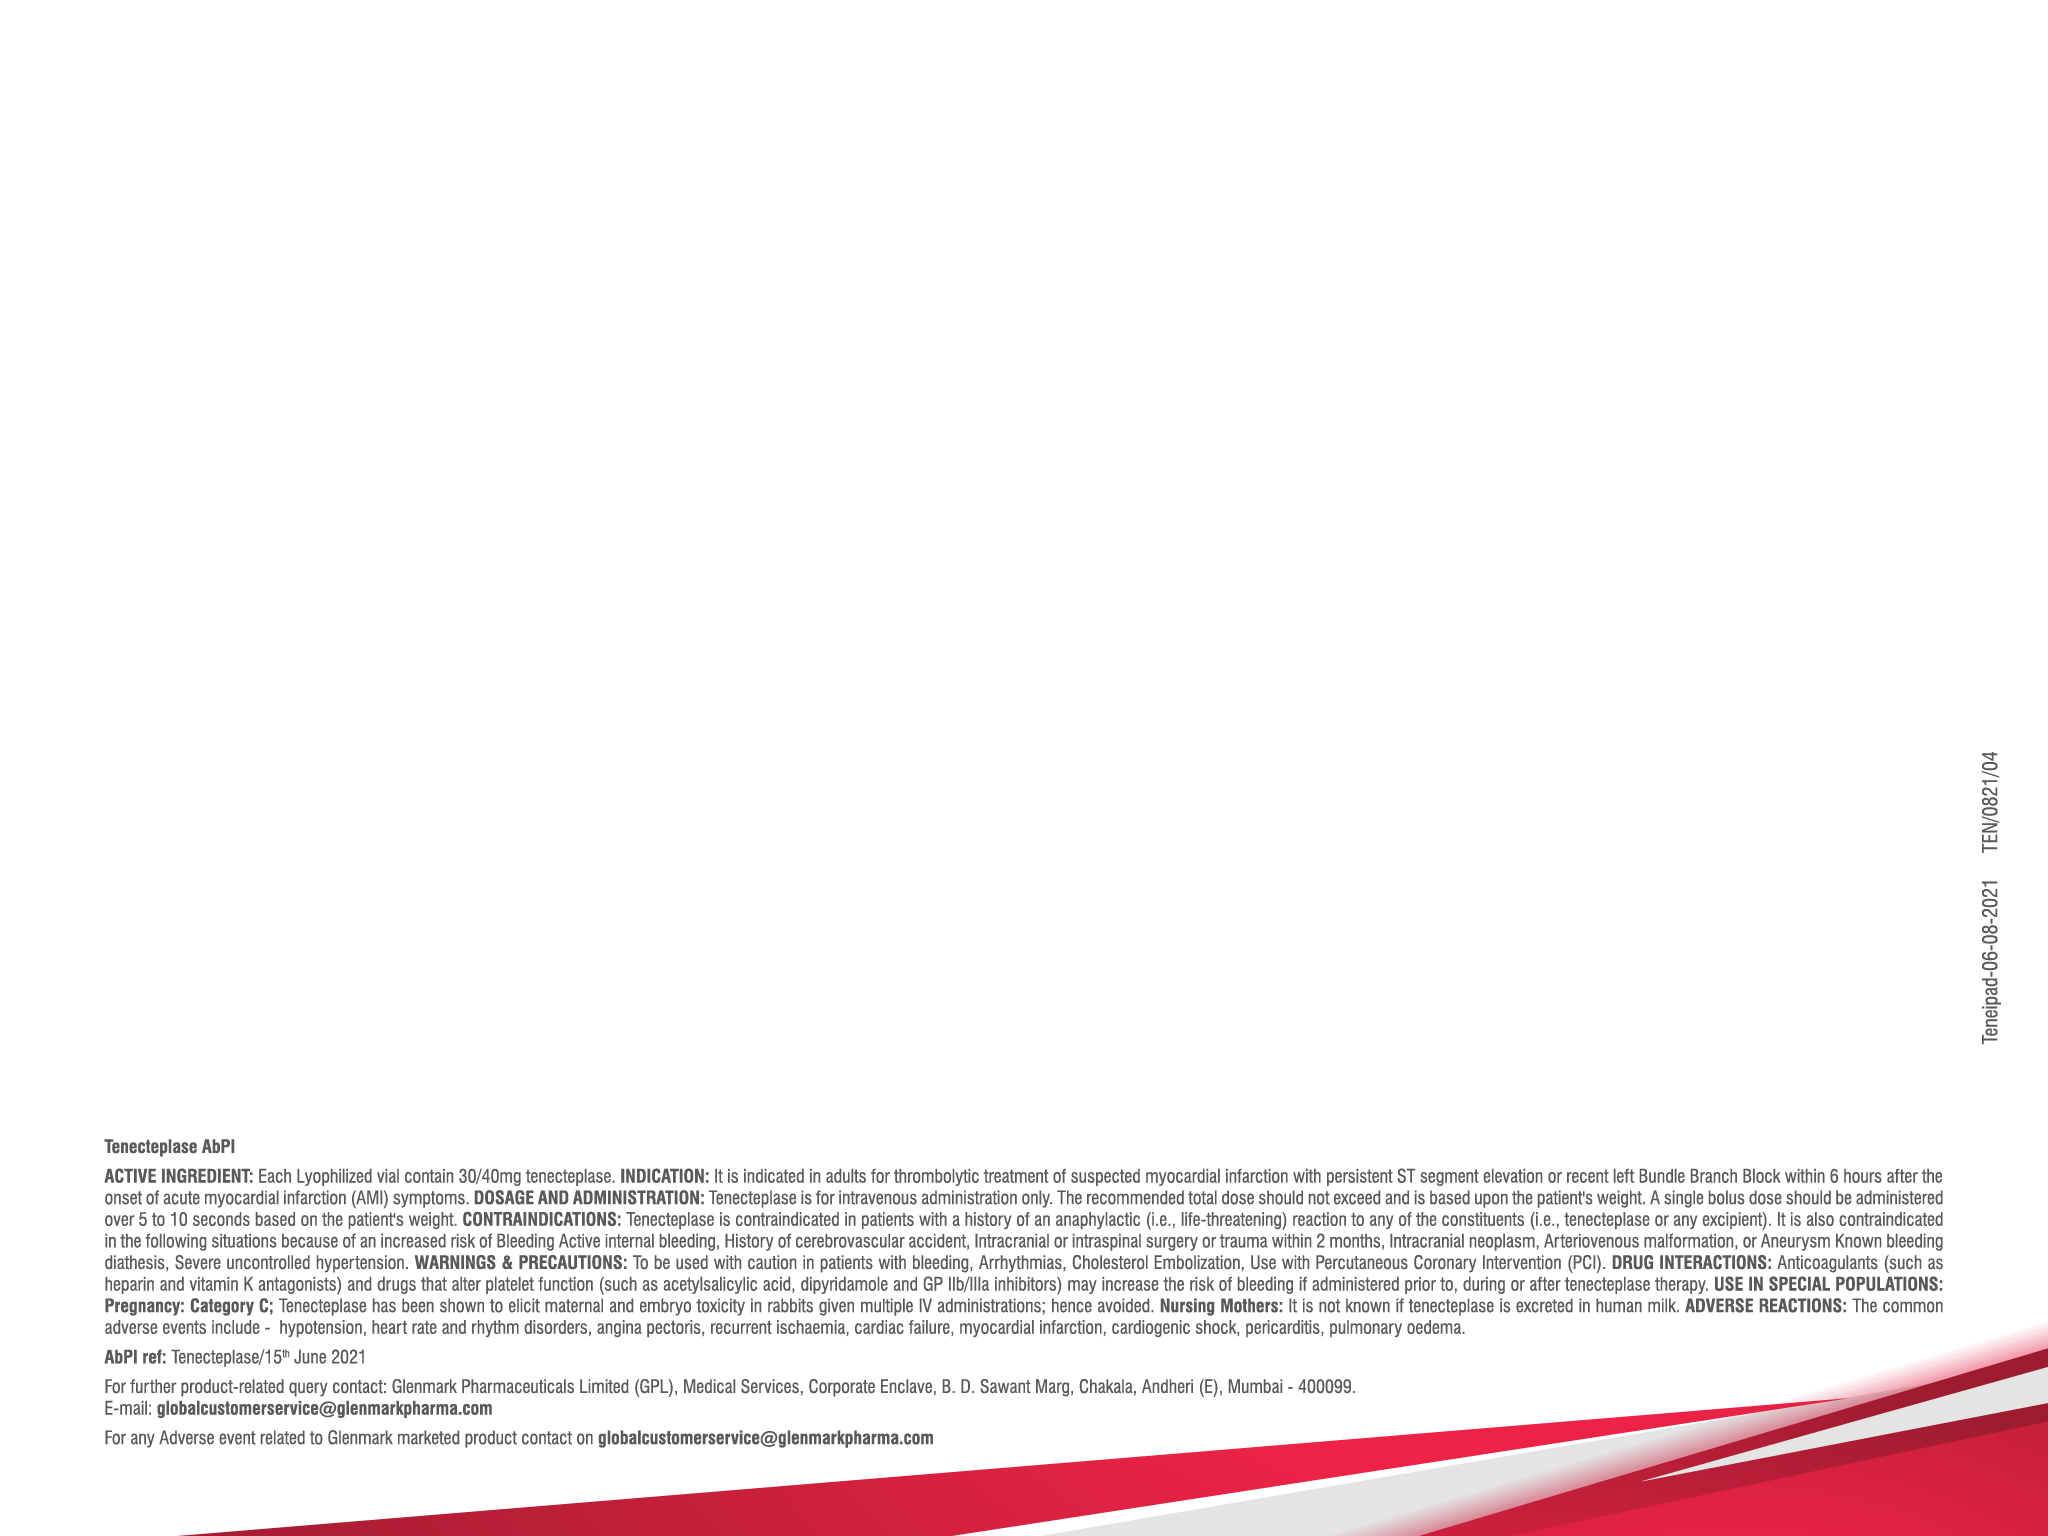 TEN/0821/04
Teneipad-06-08-2021
Tenecteplase AbPI
ACTIVE INGREDIENT: Each Lyophilized vial contain 30/40mg tenecteplase. INDICATION: It is indicated in adults for thrombolytic treatment of suspected myocardial infarction with persistent ST segment elevation or recent left Bundle Branch Block within 6 hours after the
onset of acute myocardial infarction (AMI) symptoms. DOSAGE AND ADMINISTRATION: Tenecteplase is for intravenous administration only. The recommended total dose should not exceed and is based upon the patient's weight. A single bolus dose should be administered
over 5 to 10 seconds based on the patient's weight. CONTRAINDICATIONS: Tenecteplase is contraindicated in patients with a history of an anaphylactic (i.e., life-threatening) reaction to any of the constituents (i.e., tenecteplase or any excipient). It is also contraindicated
in the following situations because of an increased risk of Bleeding Active internal bleeding, History of cerebrovascular accident, Intracranial or intraspinal surgery or trauma within 2 months, Intracranial neoplasm, Arteriovenous malformation, or Aneurysm Known bleeding
diathesis, Severe uncontrolled hypertension. WARNINGS & PRECAUTIONS: To be used with caution in patients with bleeding, Arrhythmias, Cholesterol Embolization, Use with Percutaneous Coronary Intervention (PCI). DRUG INTERACTIONS: Anticoagulants (such as
heparin and vitamin K antagonists) and drugs that alter platelet function (such as acetylsalicylic acid, dipyridamole and GP IIb/IIIa inhibitors) may increase the risk of bleeding if administered prior to, during or after tenecteplase therapy. USE IN SPECIAL POPULATIONS:
Pregnancy: Category C; Tenecteplase has been shown to elicit maternal and embryo toxicity in rabbits given multiple IV administrations; hence avoided. Nursing Mothers: It is not known if tenecteplase is excreted in human milk. ADVERSE REACTIONS: The common
adverse events include - hypotension, heart rate and rhythm disorders, angina pectoris, recurrent ischaemia, cardiac failure, myocardial infarction, cardiogenic shock, pericarditis, pulmonary oedema.
AbPI ref: Tenecteplase/15th June 2021
For further product-related query contact: Glenmark Pharmaceuticals Limited (GPL), Medical Services, Corporate Enclave, B. D. Sawant Marg, Chakala, Andheri (E), Mumbai - 400099.
E-mail: globalcustomerservice@glenmarkpharma.com
For any Adverse event related to Glenmark marketed product contact on globalcustomerservice@glenmarkpharma.com